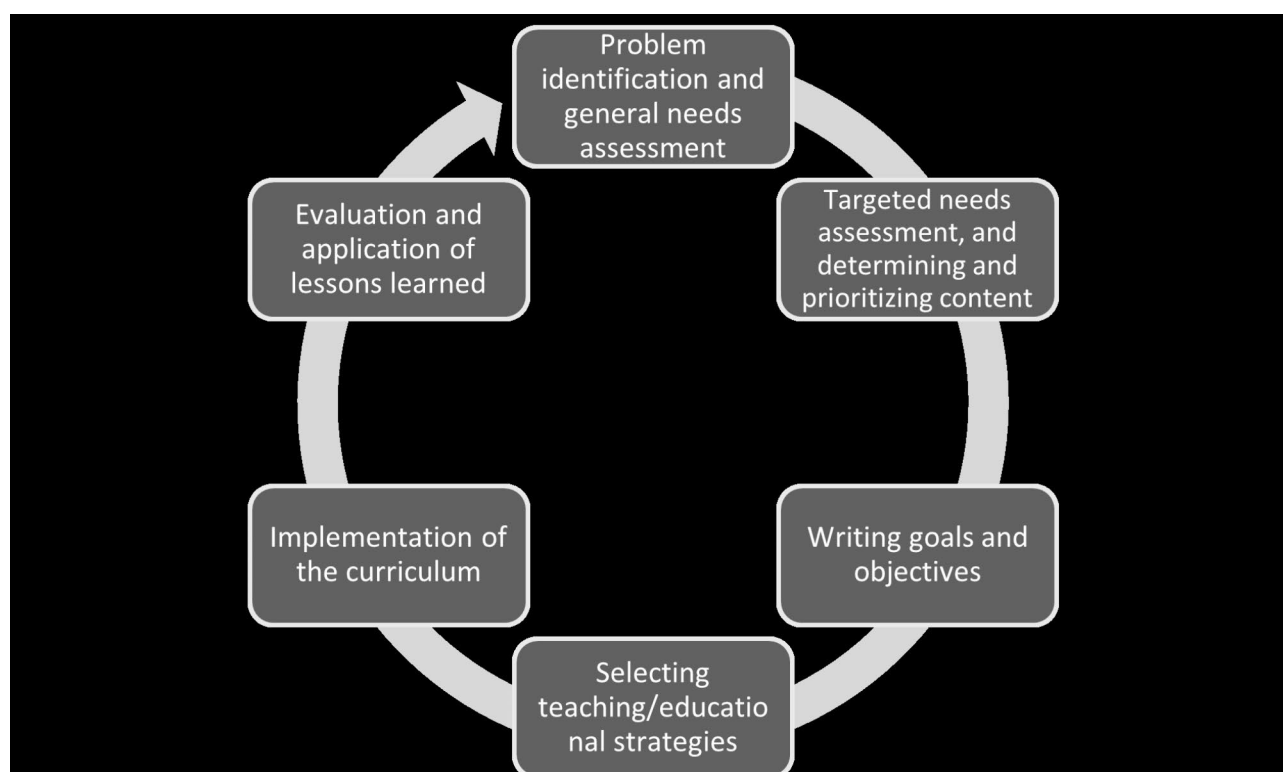 Problem
identification and
general needs
assessment
Targeted needs
assessment, and
determining and
prioritizing content
Writing goals and
objectives
Selecting
teaching/educatio
nal strategies
Implementation of
the curriculum
Evaluation and
application of
lessons learned